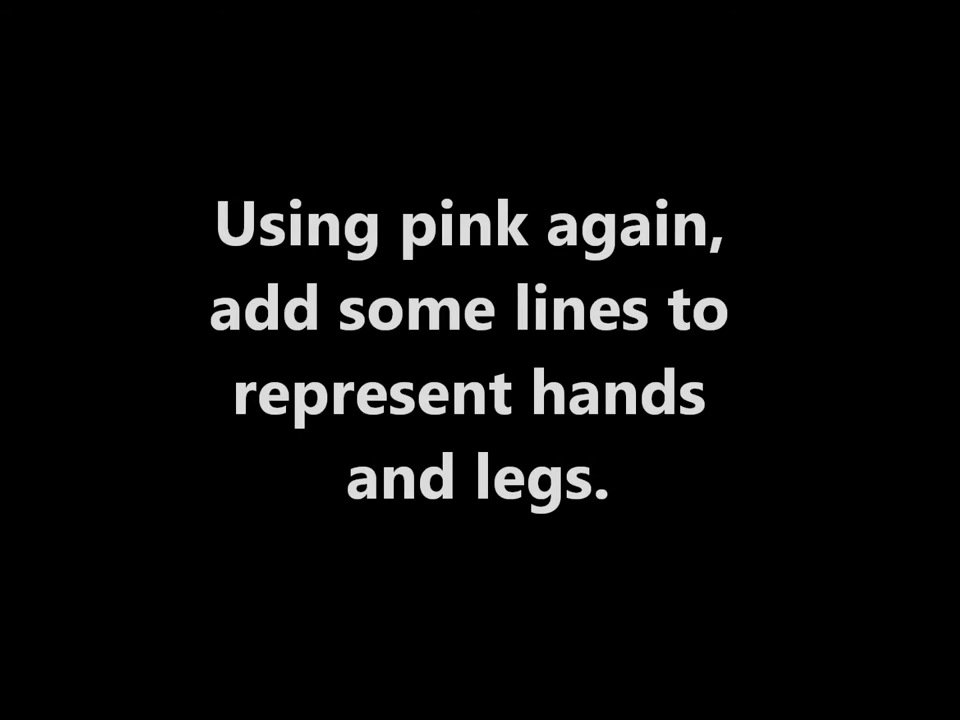 Using pink again,
add some lines to
represent hands
and legs.